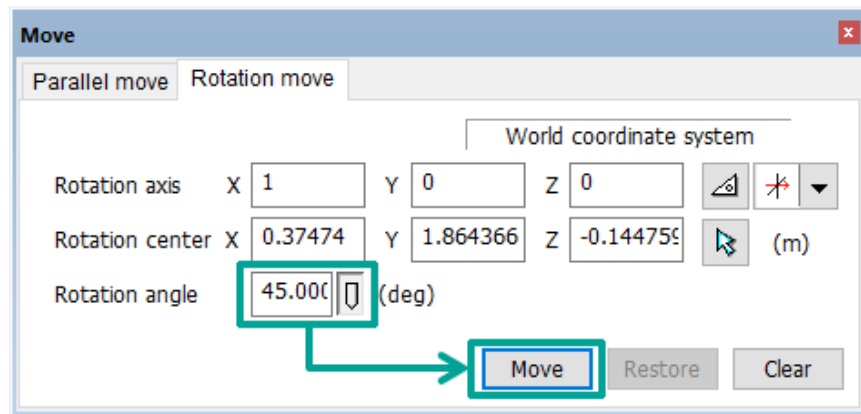 Move
Parallel move Rotation move
World coordinate system
Rotation axis X 1 Y 0 Z 0
Rotation center X 0.37474 Y 1.864366 Z -0.144759 (m)
Rotation angle 45.000 (deg)
Move Restore Clear